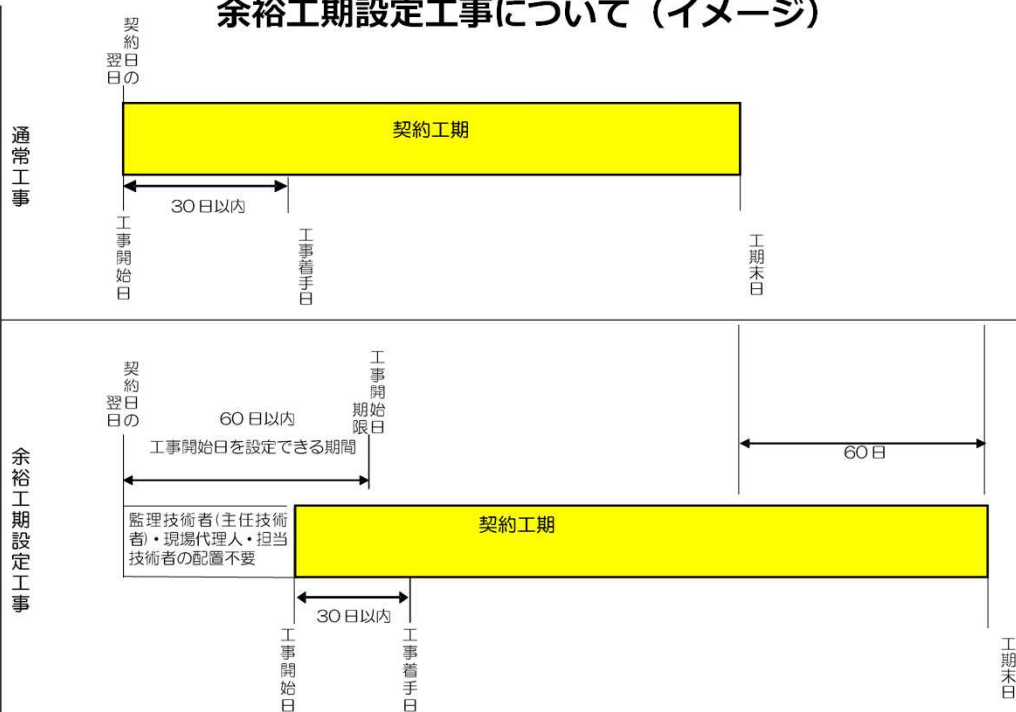 余裕工期設定工事について（イメージ）
通常工事
契約日の
翌日
契約工期
30日以内
工事開始日
工事着手日
工期末日
余裕工期設定工事
契約日の
翌日
60日以内
工事開始日を設定できる期間
工事開始日
期限
60日
監理技術者(主任技術
者)・現場代理人・担当
技術者の配置不要
契約工期
30日以内
工事開始日
工事着手日
工期末日